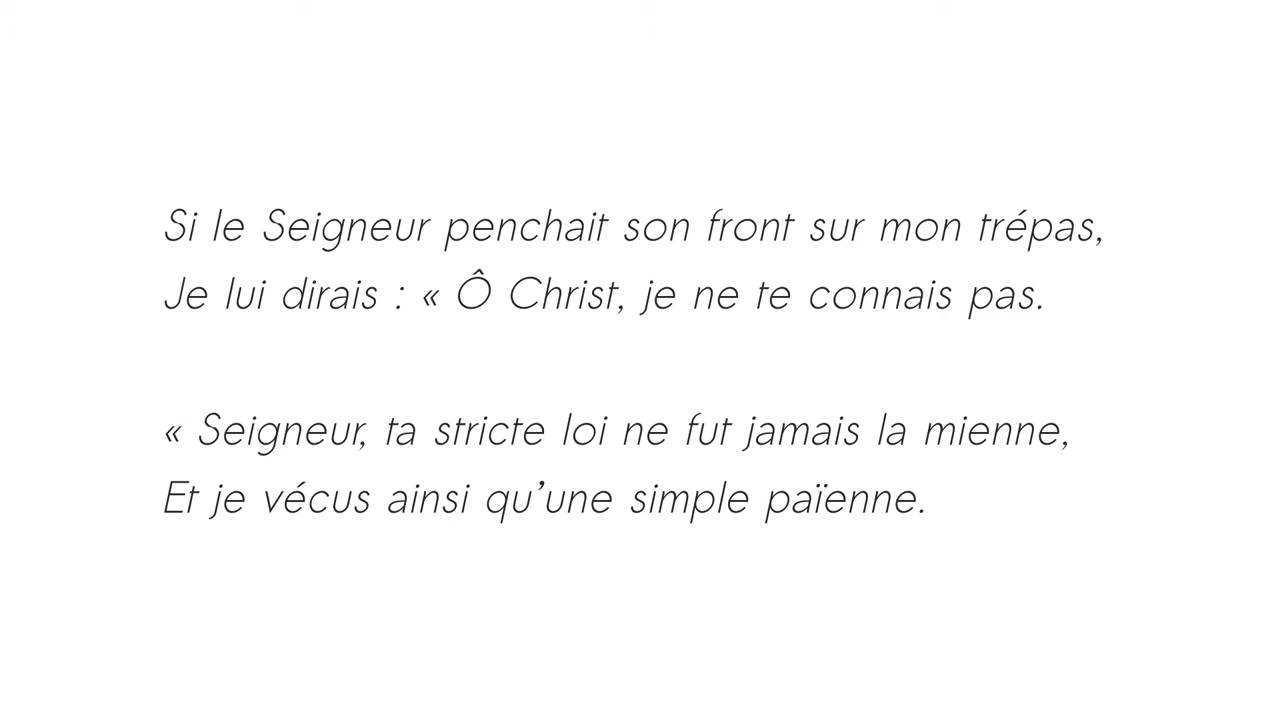 Si le Seigneur penchait son front sur mon trépas,
Je lui dirais : « Ô Christ, je ne te connais pas.
« Seigneur, ta stricte loi ne fut jamais la mienne,
Et je vécus ainsi qu’une simple païenne.